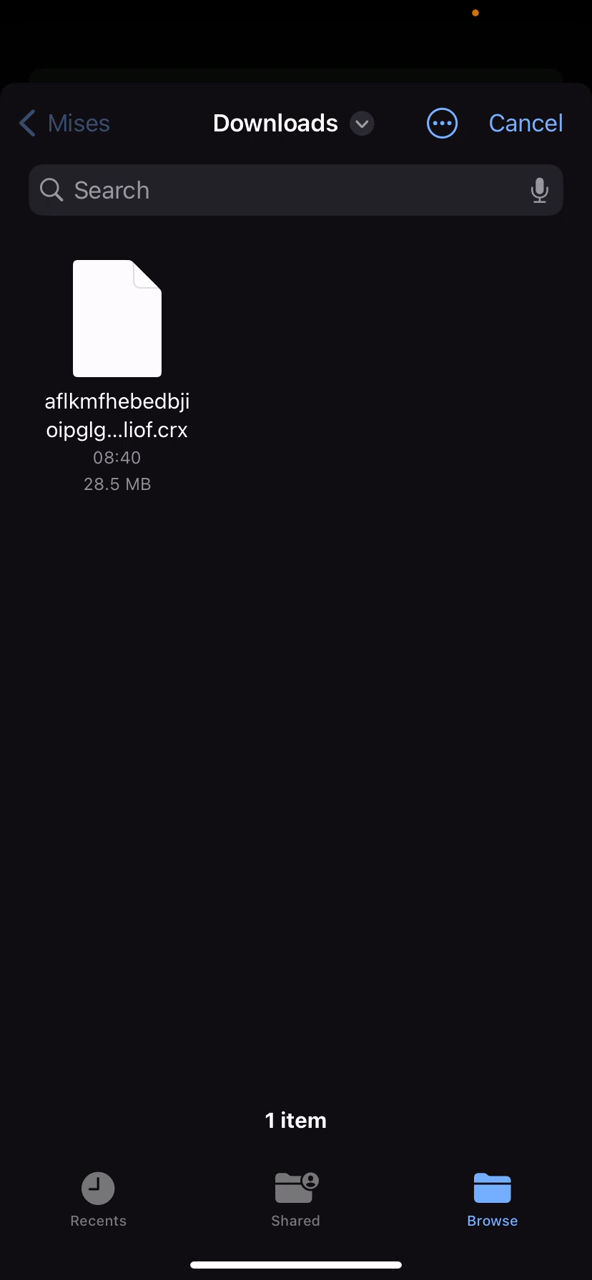 Mises
Downloads
Cancel
Search
aflkmfhebedbji
oipglg...liof.crx
08:40
28.5 MB
1 item
Recents
Shared
Browse